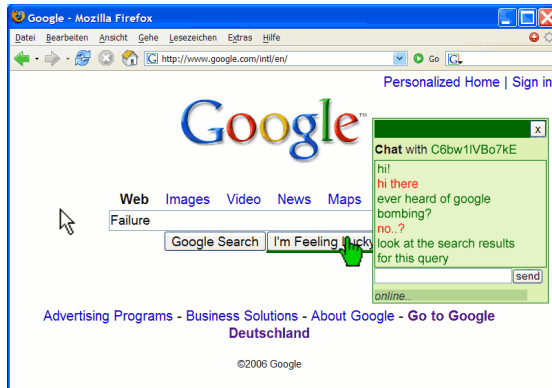 Google - Mozilla Firefox
Datei Bearbeiten Ansicht Gehe Lesezeichen Extras Hilfe
G http://www.google.com/intl/en/ Go G
Personalized Home | Sign in
Google™
x
Chat with C6bw1lVBo7kE
hi!
hi there
ever heard of google
bombing?
no..?
look at the search results
for this query
send
online..
Web Images Video News Maps
Failure
Google Search I'm Feeling Lucky
Advertising Programs - Business Solutions - About Google - Go to Google
Deutschland
©2006 Google